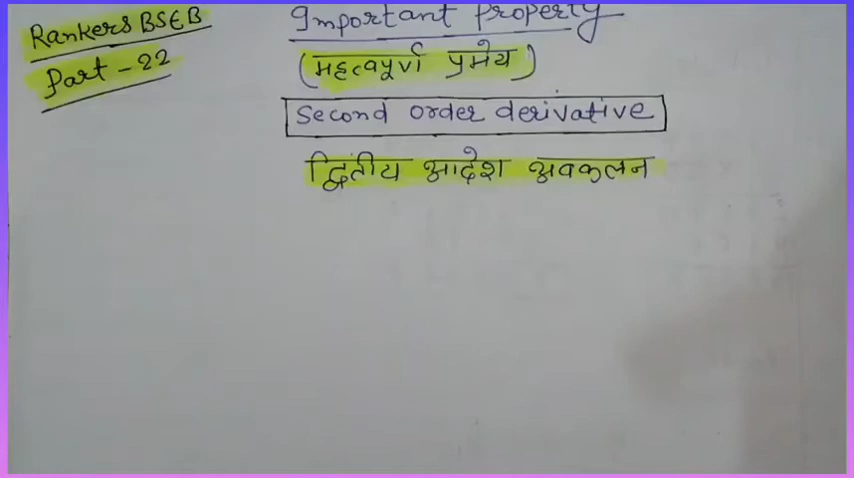 Rankers BSEB
Part - 22
Important Property
(महत्वपूर्ण प्रमेय)
Second order derivative
द्वितीय आदेश अवकलन